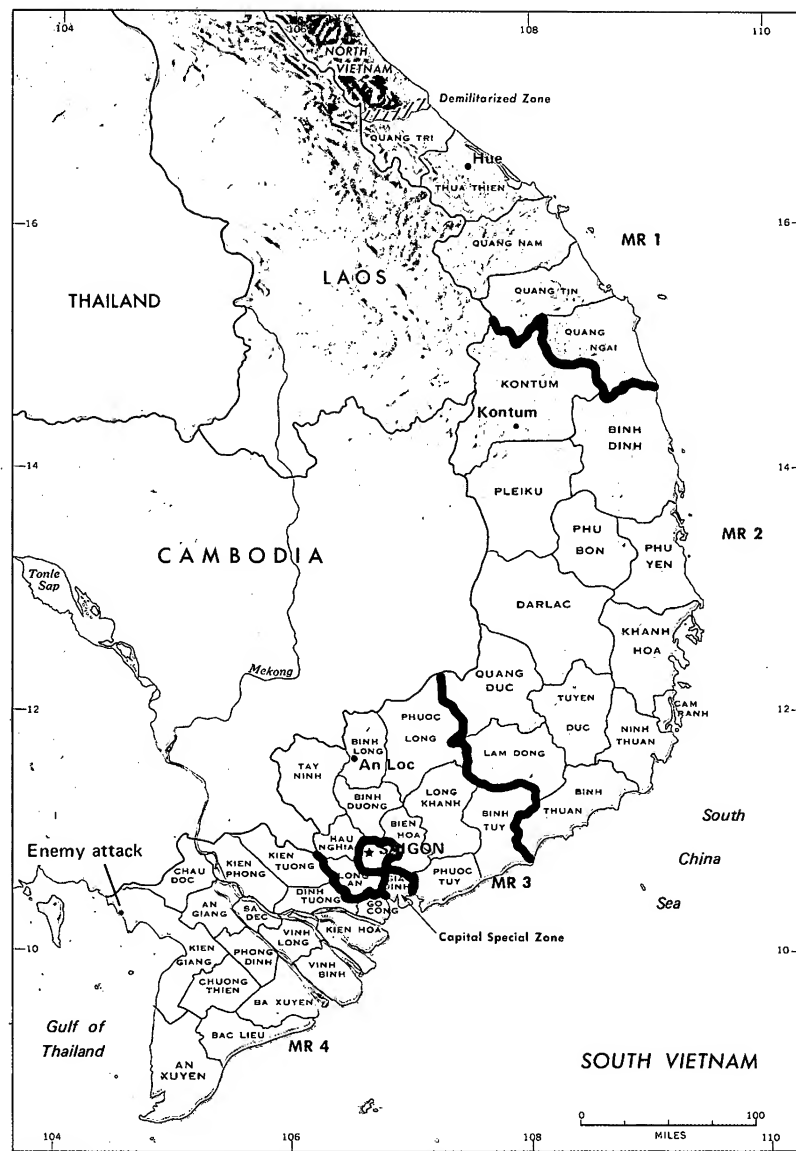 104
106
108
110
NORTH
VIETNAM
Demilitarized Zone
QUANG TRI
Hue
THUA THIEN
16
16
QUANG NAM
MR 1
LAOS
THAILAND
QUANG TIN
QUANG
NGAI
KONTUM
Kontum
BINH
DINH
14
14
PLEIKU
CAMBODIA
PHU
BON
PHU
YEN
MR 2
Tonle
Sap
DARLAC
KHANH
HOA
Mekong
QUANG
DUC
TUYEN
DUC
CAM
RANH
12
12
PHUOC
LONG
NINH
THUAN
BINH
LONG
An Loc
LAM DONG
TAY
NINH
BINH
DUONG
LONG
KHANH
BINH
THUAN
BINH
TUY
BIEN
HOA
HAU
NGHIA
SAIGON
South
China
Sea
Enemy attack
KIEN
TUONG
KIEN
PHONG
CHAU
DOC
LONG
AN
GIA
DINH
PHUOC
TUY
MR 3
DINH
TUONG
GO
CONG
AN
GIANG
SA
DEC
VINH
LONG
KIEN HOA
Capital Special Zone
10
10
KIEN
GIANG
PHONG
DINH
VINH
BINH
CHUONG
THIEN
BA XUYEN
Gulf of
Thailand
BAC LIEU
MR 4
AN
XUYEN
SOUTH VIETNAM
0
100
MILES
104
106
108
110